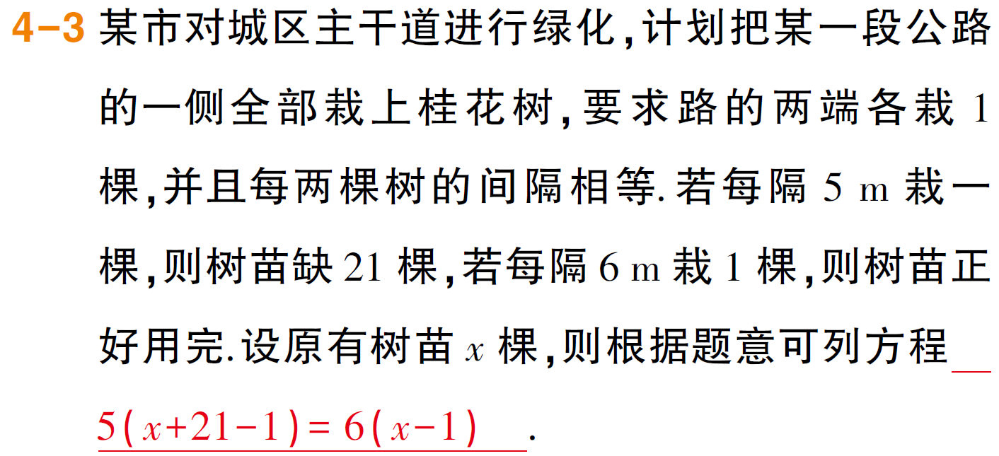 4-3 某市对城区主干道进行绿化,计划把某一段公路
的一侧全部栽上桂花树,要求路的两端各栽 1
棵,并且每两棵树的间隔相等.若每隔 5 m 栽一
棵,则树苗缺 21 棵,若每隔 6 m 栽 1 棵,则树苗正
好用完.设原有树苗 x 棵,则根据题意可列方程
5(x+21-1)= 6(x-1) .